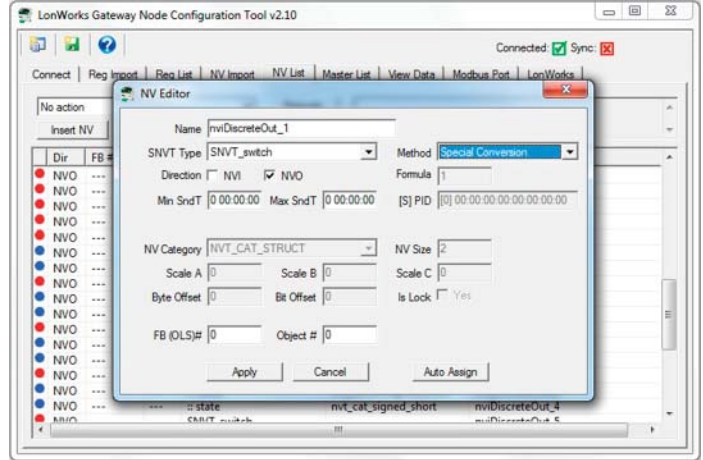 LonWorks Gateway Node Configuration Tool v2.10
Connected: Sync:
Connect Reg Import Reg List NV Import NV List Master List View Data Modbus Port LonWorks
NV Editor
No action
Insert NV
Name nviDiscreteOut_1
SNVT Type SNVT_switch Method Special Conversion
Direction NVI NVO Formula 1
Min SndT 0 00:00:00 Max SndT 0 00:00:00 [S] PID [0] 00:00:00:00:00:00:00:00
NV Category NVT_CAT_STRUCT NV Size 2
Scale A 0 Scale B 0 Scale C 0
Byte Offset 0 Bit Offset 0 Is Lock Yes
FB (OLS)# 0 Object # 0
Apply Cancel Auto Assign
Dir FB #
NVO ---
NVO ---
NVO ---
NVO ---
NVO ---
NVO ---
NVO ---
NVO ---
NVO ---
NVO ---
NVO ---
NVO ---
NVO ---
NVO ---
NVO --- --- :: state nvt_cat_signed_short nviDiscreteOut_4
NVO --- SNVT_switch nviDiscreteOut_5